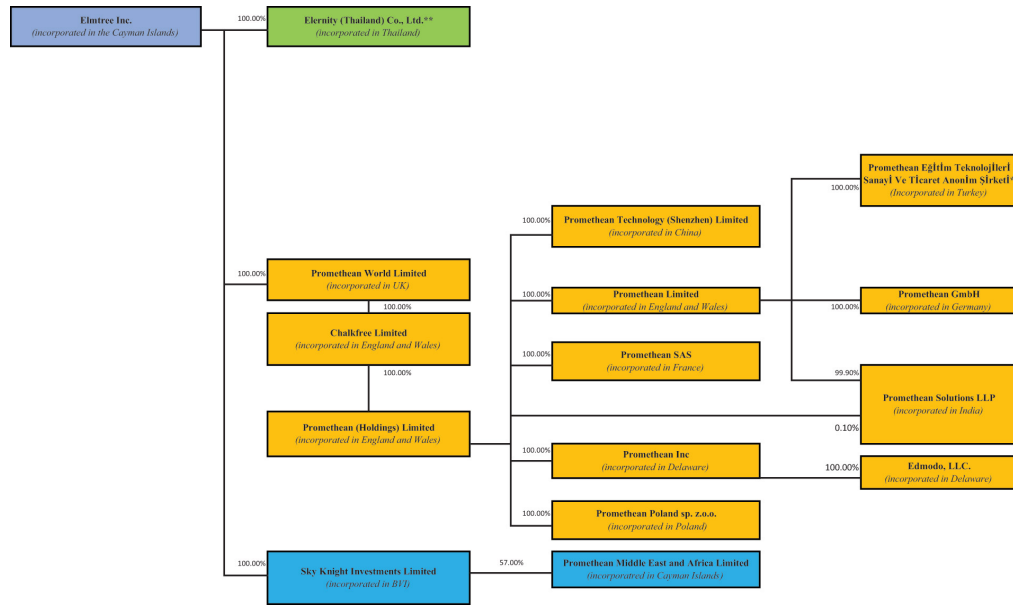 Elmtree Inc.
(incorporated in the Cayman Islands)
100.00%
Elernity (Thailand) Co., Ltd.**
(incorporated in Thailand)
Promethean Eğİtİm Teknolojİlerİ
Sanayİ Ve Tİcaret Anonİm Şİrketİ*
(Incorporated in Turkey)
100.00%
100.00%
Promethean Technology (Shenzhen) Limited
(incorporated in China)
100.00%
Promethean World Limited
(incorporated in UK)
100.00%
Promethean Limited
(incorporated in England and Wales)
100.00%
Promethean GmbH
(incorporated in Germany)
100.00%
100.00%
Chalkfree Limited
(incorporated in England and Wales)
100.00%
100.00%
Promethean SAS
(incorporated in France)
99.90%
Promethean Solutions LLP
(incorporated in India)
0.10%
Promethean (Holdings) Limited
(incorporated in England and Wales)
100.00%
Promethean Inc
(incorporated in Delaware)
100.00%
Edmodo, LLC.
(incorporated in Delaware)
100.00%
Promethean Poland sp. z.o.o.
(incorporated in Poland)
100.00%
Sky Knight Investments Limited
(incorporated in BVI)
57.00%
Promethean Middle East and Africa Limited
(incorporatred in Cayman Islands)